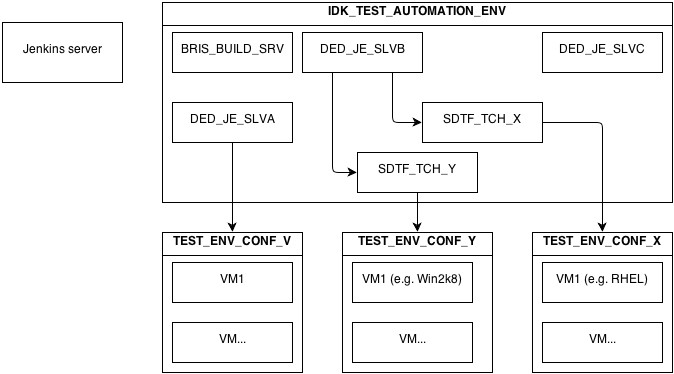 IDK_TEST_AUTOMATION_ENV
Jenkins server
BRIS_BUILD_SRV
DED_JE_SLVB
DED_JE_SLVC
DED_JE_SLVA
SDTF_TCH_X
SDTF_TCH_Y
TEST_ENV_CONF_V
TEST_ENV_CONF_Y
TEST_ENV_CONF_X
VM1
VM1 (e.g. Win2k8)
VM1 (e.g. RHEL)
VM...
VM...
VM...